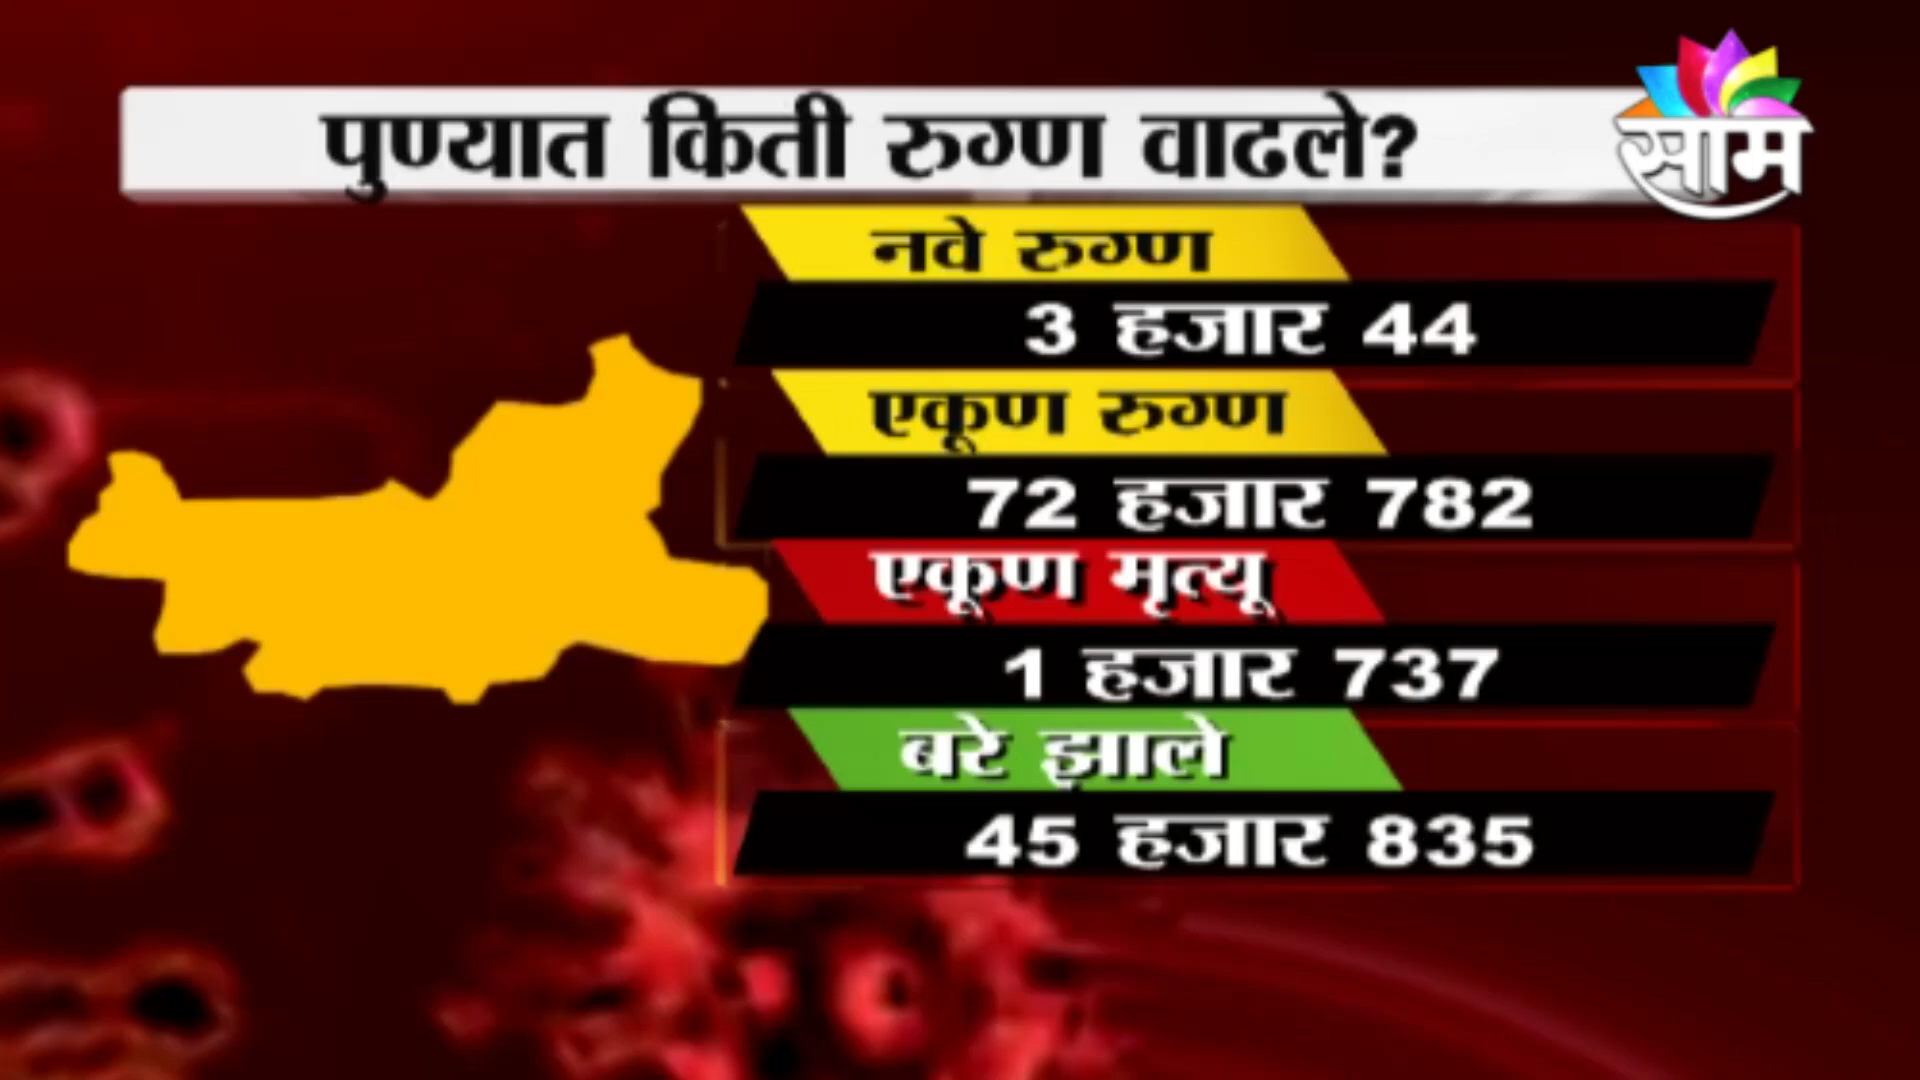 पुण्यात किती रुग्ण वाढले?
साम
नवे रुग्ण
3 हजार 44
एकूण रुग्ण
72 हजार 782
एकूण मृत्यू
1 हजार 737
बरे झाले
45 हजार 835